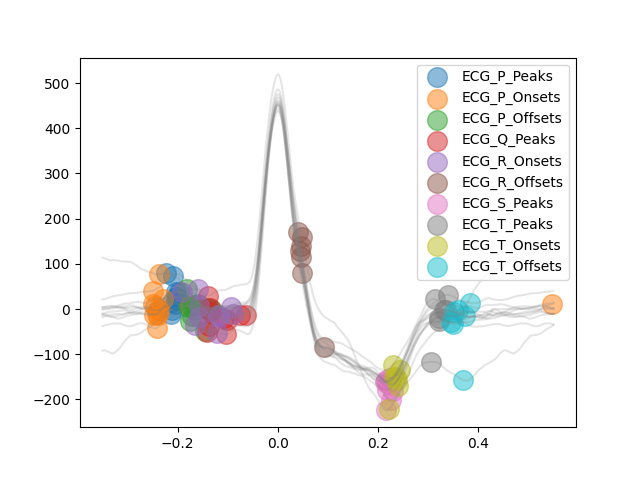 500
400
300
200
100
0
−100
−200
−0.2
0.0
0.2
0.4
ECG_P_Peaks
ECG_P_Onsets
ECG_P_Offsets
ECG_Q_Peaks
ECG_R_Onsets
ECG_R_Offsets
ECG_S_Peaks
ECG_T_Peaks
ECG_T_Onsets
ECG_T_Offsets